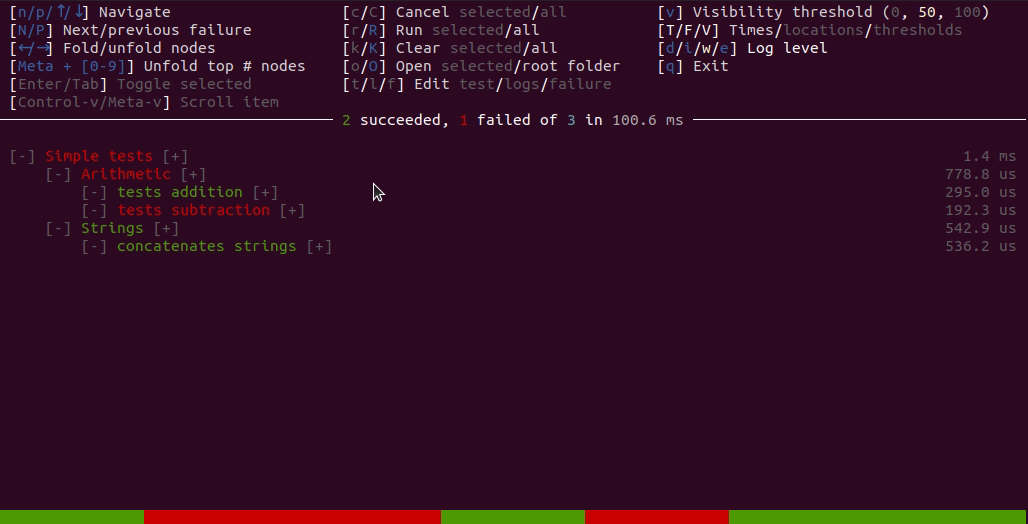 [n/p/↑/↓] Navigate [c/C] Cancel selected/all [v] Visibility threshold (0, 50, 100)
[N/P] Next/previous failure [r/R] Run selected/all [T/F/V] Times/locations/thresholds
[←/→] Fold/unfold nodes [k/K] Clear selected/all [d/i/w/e] Log level
[Meta + [0-9]] Unfold top # nodes [o/O] Open selected/root folder [q] Exit
[Enter/Tab] Toggle selected [t/l/f] Edit test/logs/failure
[Control-v/Meta-v] Scroll item
2 succeeded, 1 failed of 3 in 100.6 ms
[-] Simple tests [+] 1.4 ms
[-] Arithmetic [+] 778.8 us
[-] tests addition [+] 295.0 us
[-] tests subtraction [+] 192.3 us
[-] Strings [+] 542.9 us
[-] concatenates strings [+] 536.2 us